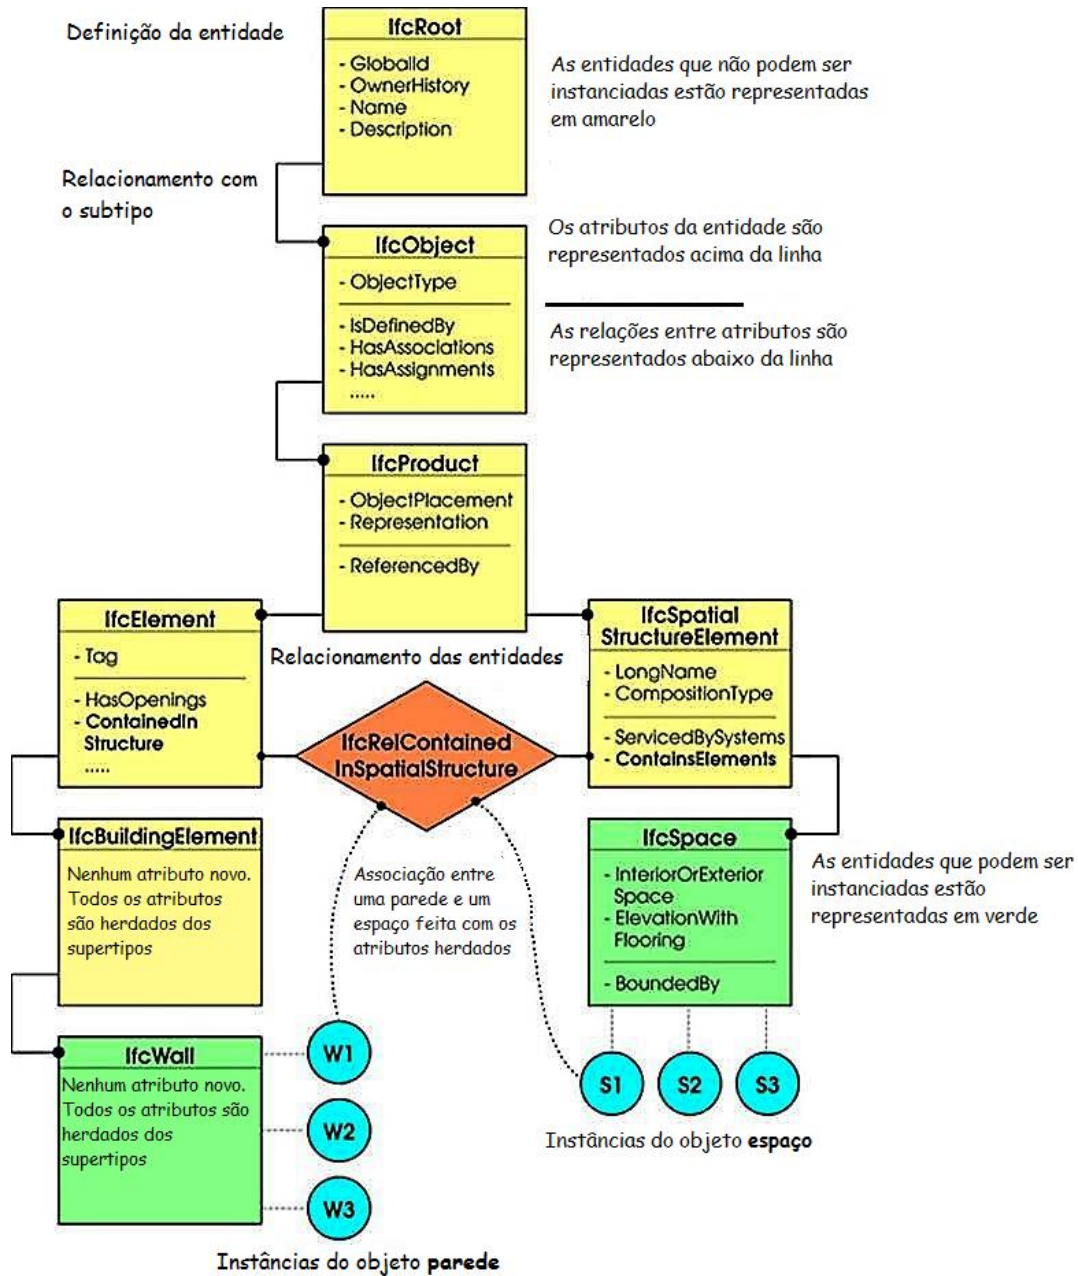 Definição da entidade
IfcRoot
- GlobalId
- OwnerHistory
- Name
- Description
As entidades que não podem ser
instanciadas estão representadas
em amarelo
Relacionamento com
o subtipo
IfcObject
- ObjectType
- IsDefinedBy
- HasAssociations
- HasAssignments
.....
Os atributos da entidade são
representados acima da linha
As relações entre atributos são
representados abaixo da linha
IfcProduct
- ObjectPlacement
- Representation
- ReferencedBy
IfcElement
- Tag
- HasOpenings
- ContainedIn
Structure
.....
Relacionamento das entidades
IfcRelContained
InSpatialStructure
IfcSpatial
StructureElement
- LongName
- CompositionType
- ServicedBySystems
- ContainsElements
IfcBuildingElement
Nenhum atributo novo.
Todos os atributos
são herdados dos
supertipos
Associação entre
uma parede e um
espaço feita com os
atributos herdados
IfcSpace
- InteriorOrExterior
Space
- ElevationWith
Flooring
- BoundedBy
As entidades que podem ser
instanciadas estão
representadas em verde
IfcWall
Nenhum atributo novo.
Todos os atributos são
herdados dos
supertipos
W1
W2
W3
S1 S2 S3
Instâncias do objeto espaço
Instâncias do objeto parede